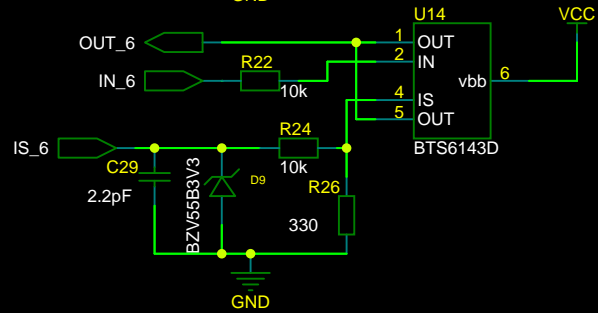 GND
U14
VCC
OUT_6
1
OUT
2
IN
R22
IN_6
10k
vbb
6
4
IS
5
OUT
BTS6143D
IS_6
R24
C29
10k
2.2pF
BZV55B3V3
D9
R26
330
GND